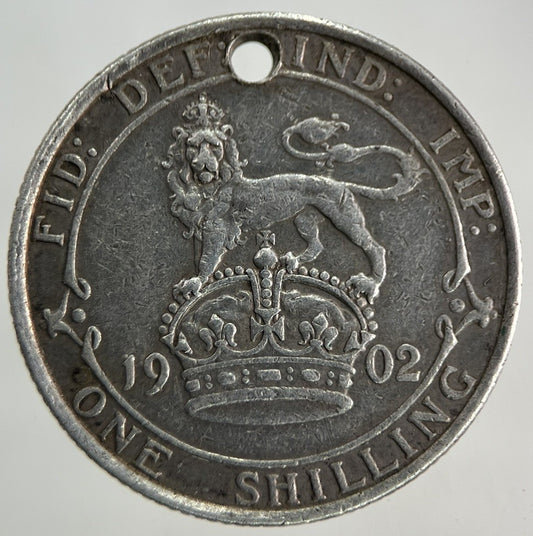 FID: DEF: IND: IMP:
19 02
ONE SHILLING